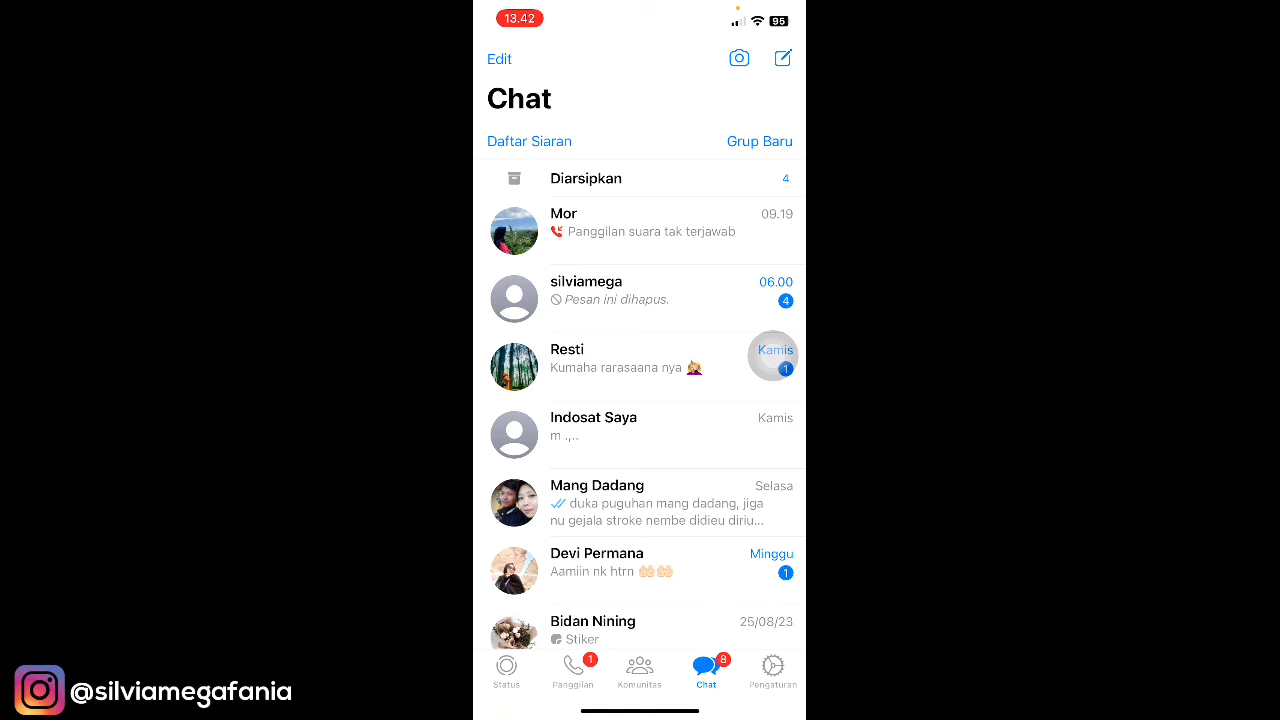 13.42
95
Edit
Chat
Daftar Siaran
Grup Baru
Diarsipkan
4
Mor
09.19
Panggilan suara tak terjawab
silviamega
06.00
Pesan ini dihapus.
4
Resti
Kamis
Kumaha rarasaana nya 🤦🏼‍♀️
1
Indosat Saya
Kamis
m .,..
Mang Dadang
Selasa
duka puguhan mang dadang, jiga
nu gejala stroke nembe didieu diriu...
Devi Permana
Minggu
Aamiin nk htrn 🤲🏻🤲🏻
1
Bidan Nining
25/08/23
Stiker
1
8
Status
Panggilan
Komunitas
Chat
Pengaturan
@silviamegafania